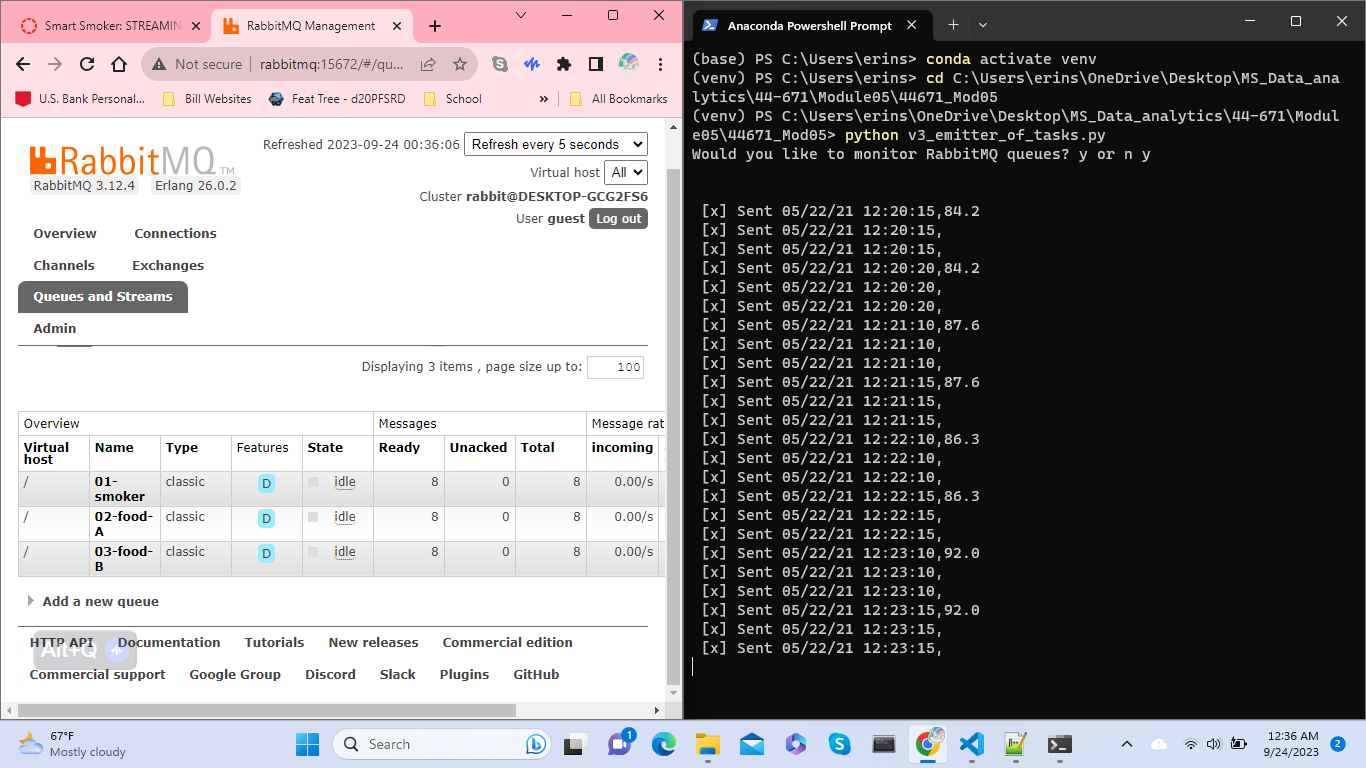 Smart Smoker: STREAMIN
RabbitMQ Management
Not secure
rabbitmq:15672/#/qu...
U.S. Bank Personal...
Bill Websites
Feat Tree - d20PFSRD
School
»
All Bookmarks
RabbitMQ TM
RabbitMQ 3.12.4
Erlang 26.0.2
Refreshed 2023-09-24 00:36:06
Refresh every 5 seconds
Virtual host All
Cluster rabbit@DESKTOP-GCG2FS6
User guest Log out
Overview
Connections
Channels
Exchanges
Queues and Streams
Admin
Displaying 3 items , page size up to: 100
Overview Messages Message rat
Virtual host Name Type Features State Ready Unacked Total incoming
/ 01-smoker classic D idle 8 0 8 0.00/s
/ 02-food-A classic D idle 8 0 8 0.00/s
/ 03-food-B classic D idle 8 0 8 0.00/s
Add a new queue
HTTP API Documentation Tutorials New releases Commercial edition
Alt+Q
Commercial support Google Group Discord Slack Plugins GitHub
Anaconda Powershell Prompt
(base) PS C:\Users\erins> conda activate venv
(venv) PS C:\Users\erins> cd C:\Users\erins\OneDrive\Desktop\MS_Data_ana
lytics\44-671\Module05\44671_Mod05
(venv) PS C:\Users\erins\OneDrive\Desktop\MS_Data_analytics\44-671\Modul
e05\44671_Mod05> python v3_emitter_of_tasks.py
Would you like to monitor RabbitMQ queues? y or n y
[x] Sent 05/22/21 12:20:15,84.2
[x] Sent 05/22/21 12:20:15,
[x] Sent 05/22/21 12:20:15,
[x] Sent 05/22/21 12:20:20,84.2
[x] Sent 05/22/21 12:20:20,
[x] Sent 05/22/21 12:20:20,
[x] Sent 05/22/21 12:21:10,87.6
[x] Sent 05/22/21 12:21:10,
[x] Sent 05/22/21 12:21:10,
[x] Sent 05/22/21 12:21:15,87.6
[x] Sent 05/22/21 12:21:15,
[x] Sent 05/22/21 12:21:15,
[x] Sent 05/22/21 12:22:10,86.3
[x] Sent 05/22/21 12:22:10,
[x] Sent 05/22/21 12:22:10,
[x] Sent 05/22/21 12:22:15,86.3
[x] Sent 05/22/21 12:22:15,
[x] Sent 05/22/21 12:22:15,
[x] Sent 05/22/21 12:23:10,92.0
[x] Sent 05/22/21 12:23:10,
[x] Sent 05/22/21 12:23:10,
[x] Sent 05/22/21 12:23:15,92.0
[x] Sent 05/22/21 12:23:15,
[x] Sent 05/22/21 12:23:15,
67°F
Mostly cloudy
Search
1
12:36 AM
9/24/2023
2